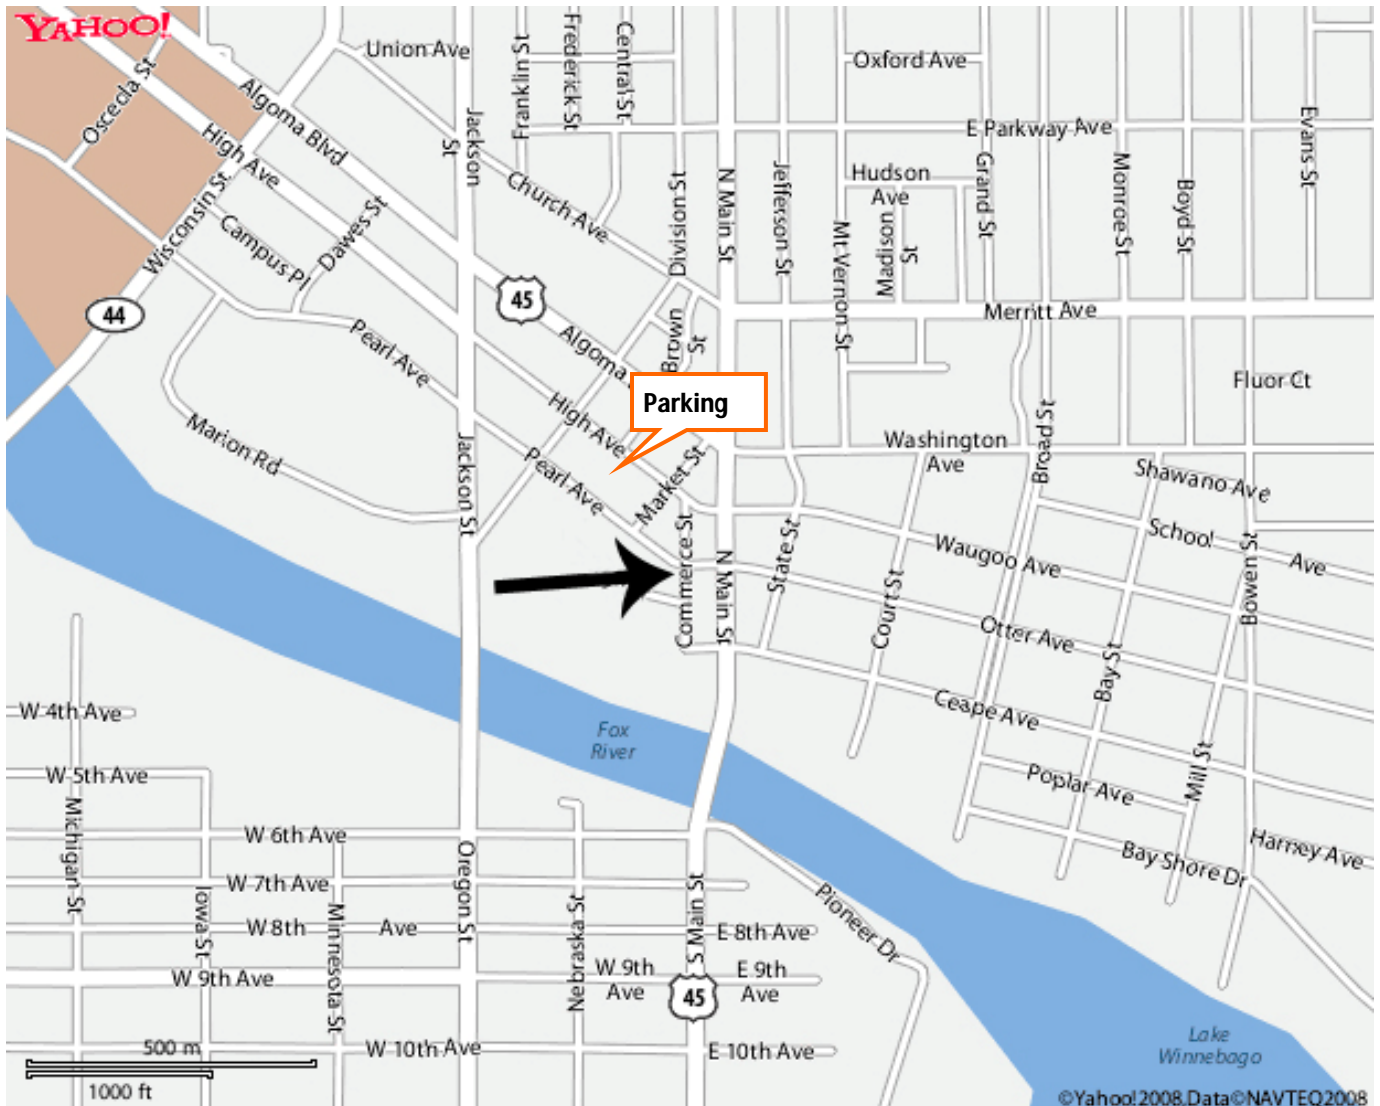 YAHOO!
Union Ave
Osceola St
Algoma Blvd
High Ave
Jackson
St
Franklin St
Frederick St
Central St
Oxford Ave
E Parkway Ave
Evans St
Church Ave
Division St
N Main St
Jefferson St
Hudson
Ave
Madison
St
Mt Vernon St
Grand St
Monroe St
Boyd St
Wisconsin St
Campus Pl
Dawes St
44
45
Merritt Ave
Pearl Ave
Algoma
Brown
St
Fluor Ct
Parking
High Ave
Marion Rd
Jackson St
Pearl Ave
Market St
Washington
Ave
Broad St
Shawano Ave
School
Ave
Commerce St
N Main St
State St
Court St
Waugoo Ave
Bowen St
Otter Ave
Bay St
Ceape Ave
Mill St
Poplar Ave
Bay Shore Dr
Harney Ave
Fox
River
W 4th Ave
W 5th Ave
Michigan St
W 6th Ave
W 7th Ave
Iowa St
W 8th
Ave
Minnesota St
Oregon St
Nebraska St
S Main St
E 8th Ave
Pioneer Dr
W 9th Ave
W 9th
Ave
E 9th
Ave
45
W 10th Ave
E 10th Ave
500 m
1000 ft
Lake
Winnebago
©Yahoo!2008,Data©NAVTEQ2008